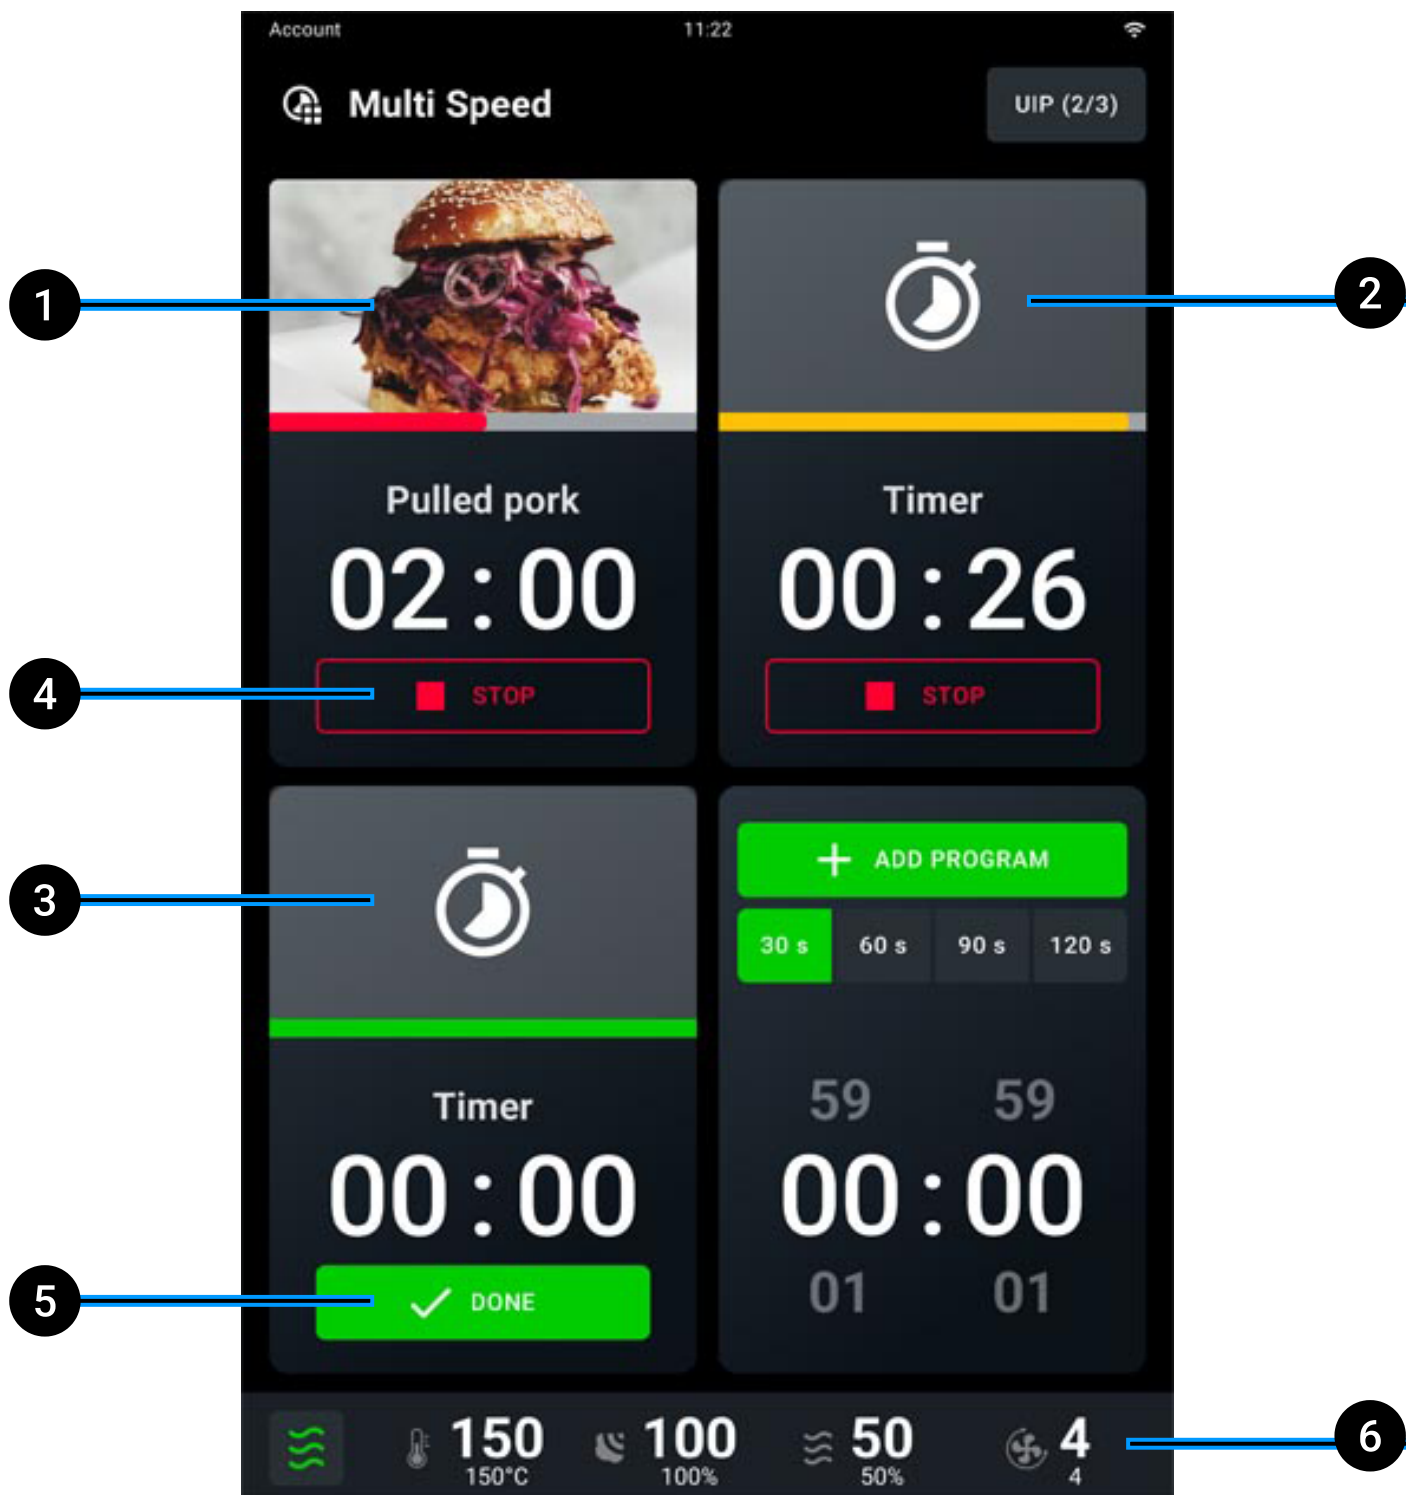 Account 11:22
Multi Speed UIP (2/3)
1
2
Pulled pork
02:00
STOP
4
Timer
00:26
STOP
3
Timer
00:00
DONE
5
ADD PROGRAM
30 s 60 s 90 s 120 s
59 59
00:00
01 01
150 100 50 4
150°C 100% 50% 4
6